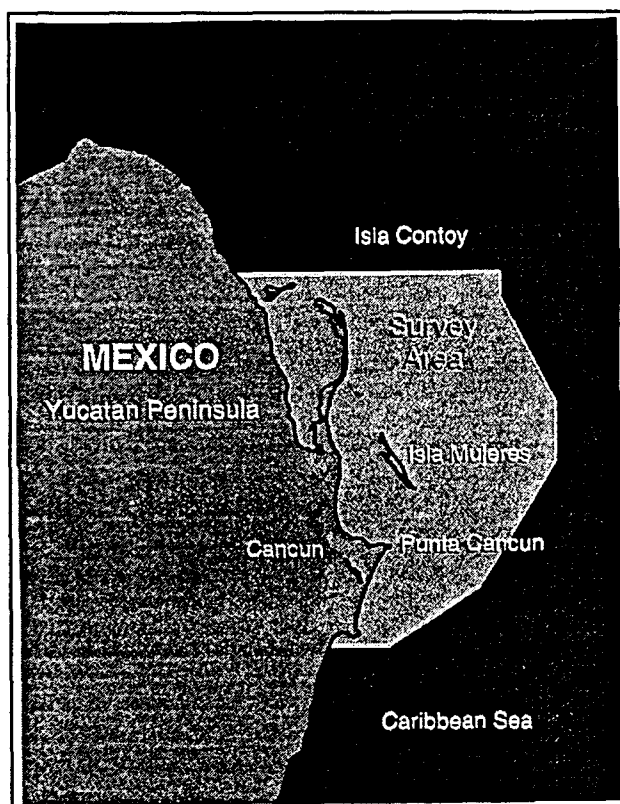 Isla Contoy
Survey
Area
MEXICO
Yucatan Peninsula
Isla Mujeres
Cancun
Punta Cancun
Caribbean Sea